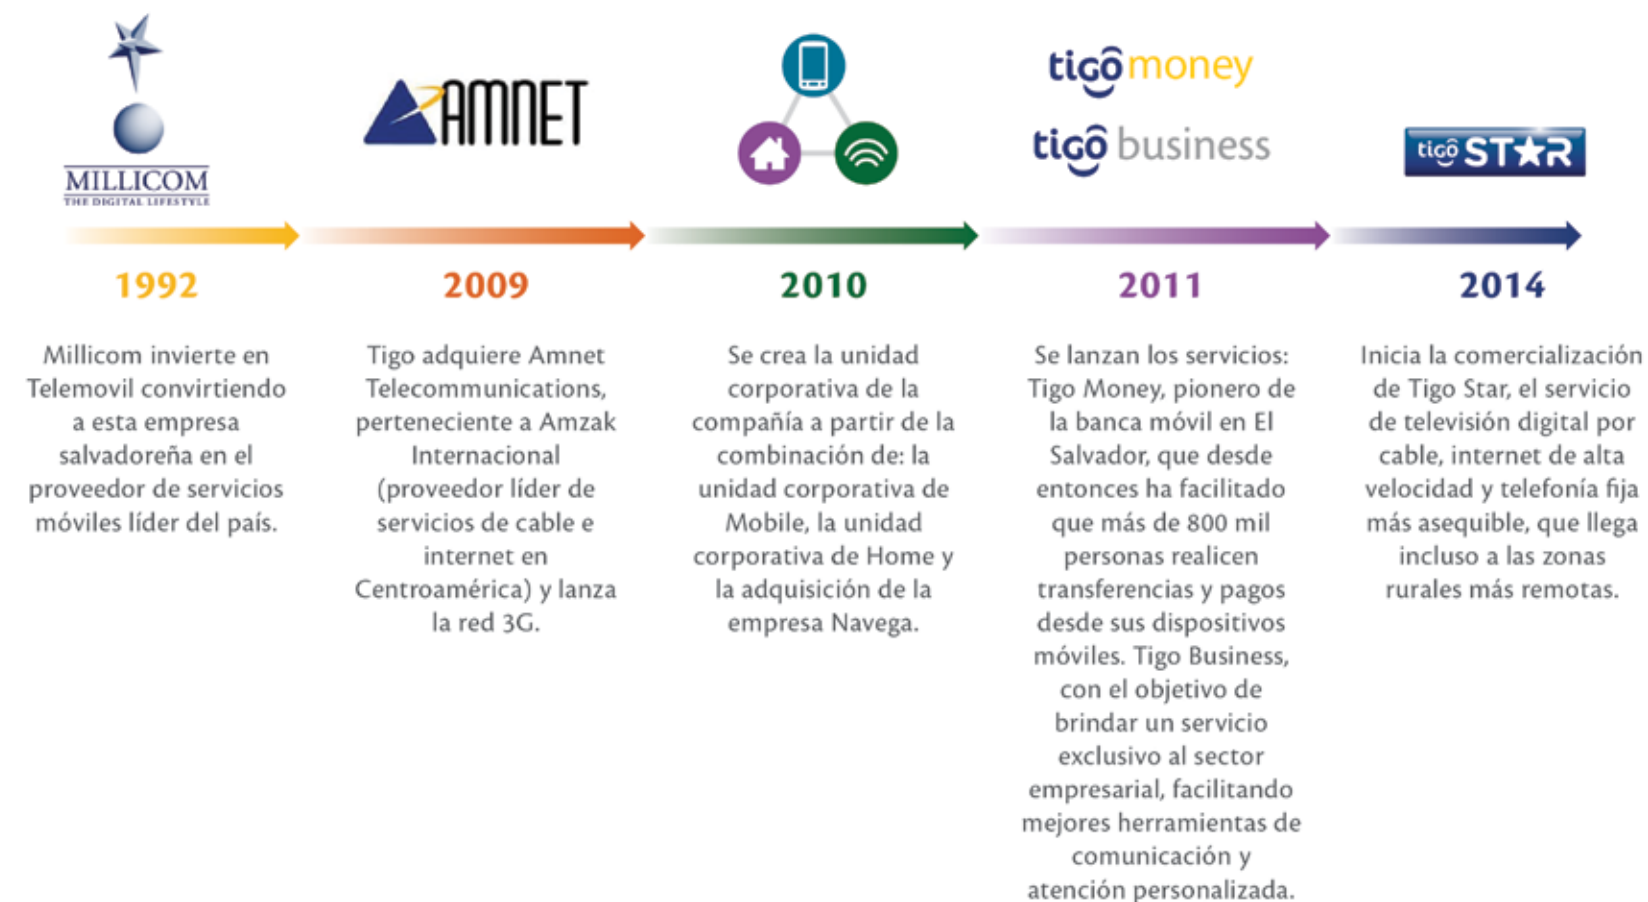 MILLICOM
THE DIGITAL LIFESTYLE
AMNET
tigo money
tigo business
tigo STAR
1992
Millicom invierte en
Telemovil convirtiendo
a esta empresa
salvadoreña en el
proveedor de servicios
móviles líder del país.
2009
Tigo adquiere Amnet
Telecommunications,
perteneciente a Amzak
Internacional
(proveedor líder de
servicios de cable e
internet en
Centroamérica) y lanza
la red 3G.
2010
Se crea la unidad
corporativa de la
compañía a partir de la
combinación de: la
unidad corporativa de
Mobile, la unidad
corporativa de Home y
la adquisición de la
empresa Navega.
2011
Se lanzan los servicios:
Tigo Money, pionero de
la banca móvil en El
Salvador, que desde
entonces ha facilitado
que más de 800 mil
personas realicen
transferencias y pagos
desde sus dispositivos
móviles. Tigo Business,
con el objetivo de
brindar un servicio
exclusivo al sector
empresarial, facilitando
mejores herramientas de
comunicación y
atención personalizada.
2014
Inicia la comercialización
de Tigo Star, el servicio
de televisión digital por
cable, internet de alta
velocidad y telefonía fija
más asequible, que llega
incluso a las zonas
rurales más remotas.